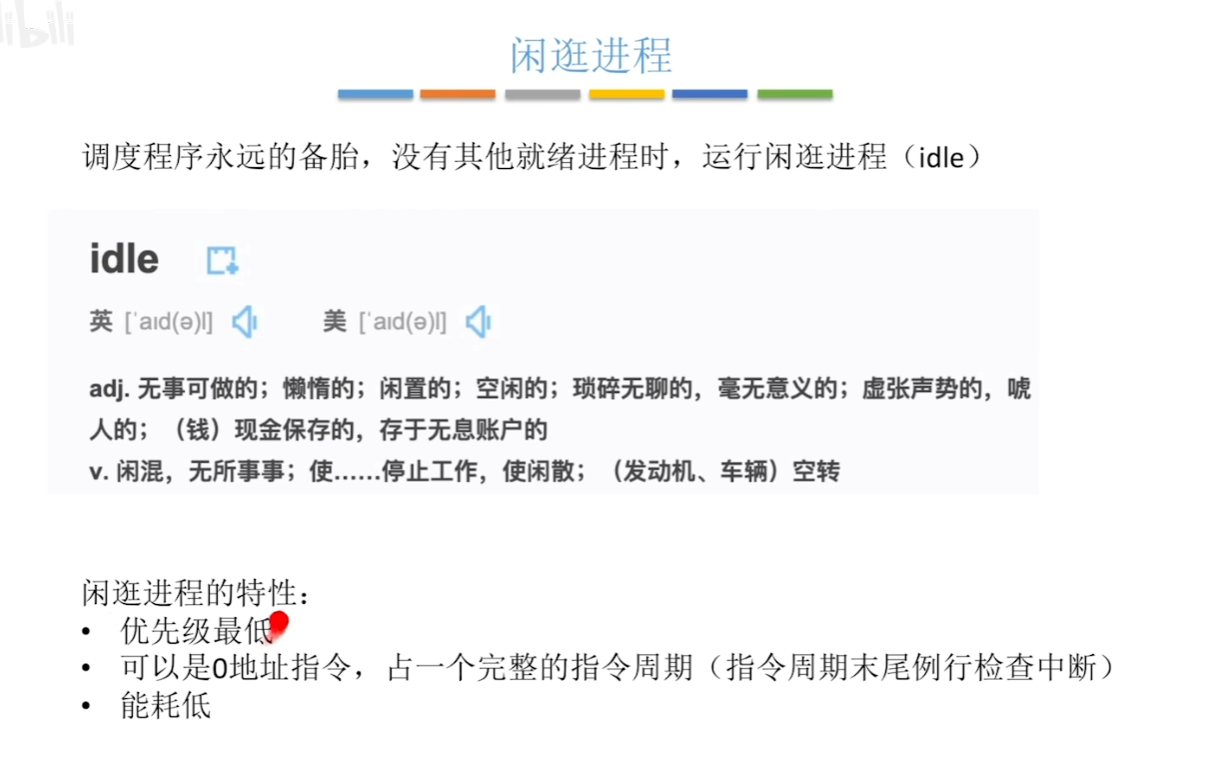 闲逛进程
调度程序永远的备胎，没有其他就绪进程时，运行闲逛进程（idle）
idle
英 [ˈaɪd(ə)l] 美 [ˈaɪd(ə)l]
adj. 无事可做的；懒惰的；闲置的；空闲的；琐碎无聊的，毫无意义的；虚张声势的，唬
人的；（钱）现金保存的，存于无息账户的
v. 闲混，无所事事；使……停止工作，使闲散；（发动机、车辆）空转
闲逛进程的特性：
• 优先级最低
• 可以是0地址指令，占一个完整的指令周期（指令周期末尾例行检查中断）
• 能耗低